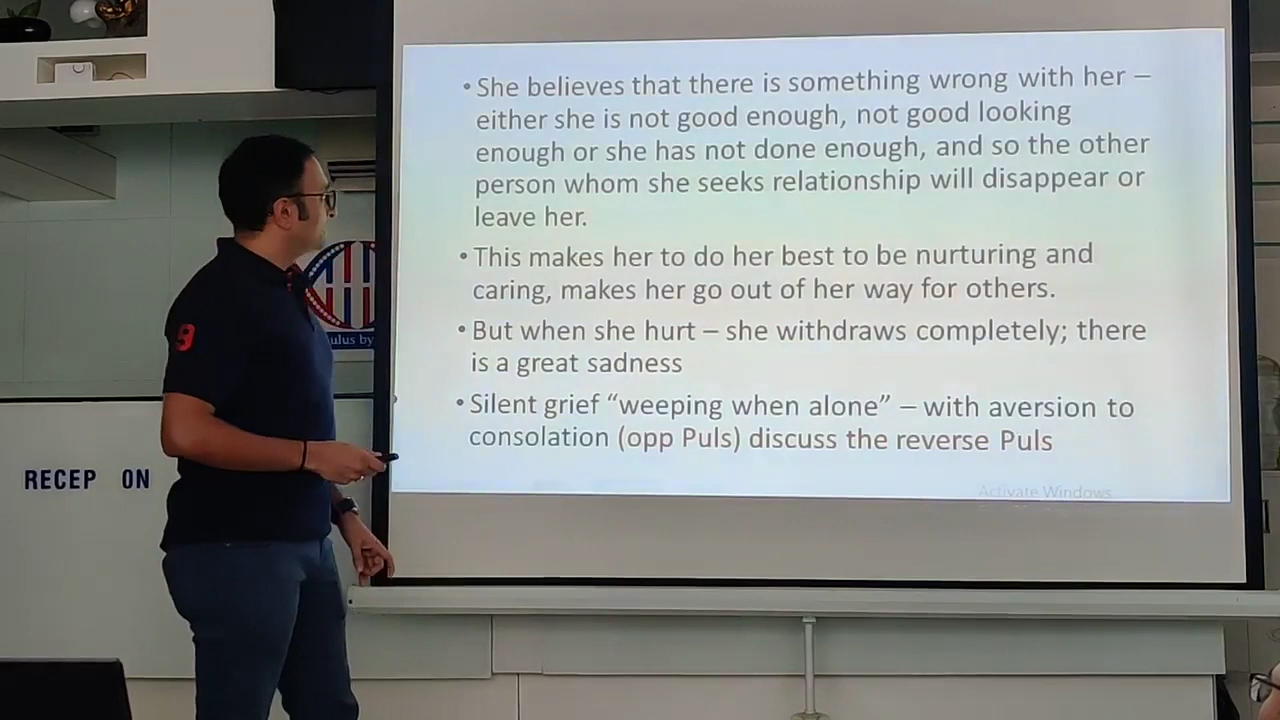 • She believes that there is something wrong with her –
either she is not good enough, not good looking
enough or she has not done enough, and so the other
person whom she seeks relationship will disappear or
leave her.
• This makes her to do her best to be nurturing and
caring, makes her go out of her way for others.
• But when she hurt – she withdraws completely; there
is a great sadness
• Silent grief “weeping when alone” – with aversion to
consolation (opp Puls) discuss the reverse Puls
Activate Windows
9
ulus by
RECEP ON